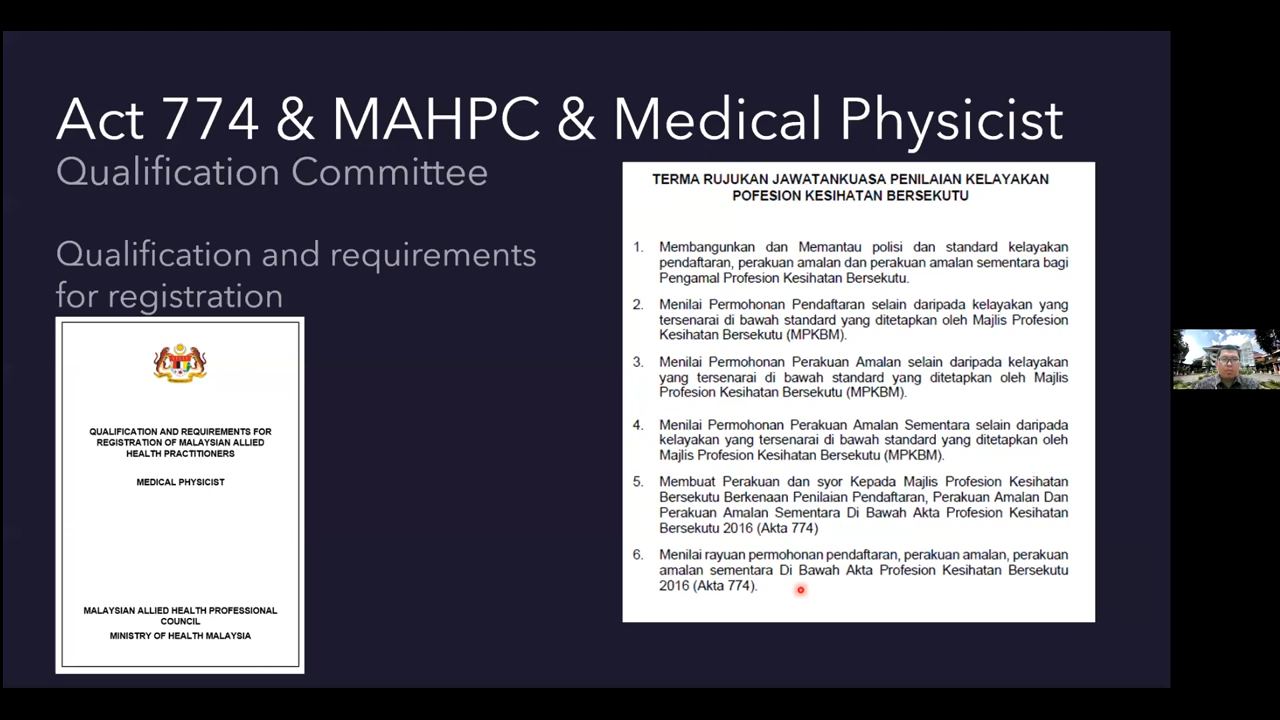 Act 774 & MAHPC & Medical Physicist
Qualification Committee
Qualification and requirements
for registration
QUALIFICATION AND REQUIREMENTS FOR
REGISTRATION OF MALAYSIAN ALLIED
HEALTH PRACTITIONERS
MEDICAL PHYSICIST
MALAYSIAN ALLIED HEALTH PROFESSIONAL
COUNCIL
MINISTRY OF HEALTH MALAYSIA
TERMA RUJUKAN JAWATANKUASA PENILAIAN KELAYAKAN
POFESION KESIHATAN BERSEKUTU
1. Membangunkan dan Memantau polisi dan standard kelayakan
pendaftaran, perakuan amalan dan perakuan amalan sementara bagi
Pengamal Profesion Kesihatan Bersekutu.
2. Menilai Permohonan Pendaftaran selain daripada kelayakan yang
tersenarai di bawah standard yang ditetapkan oleh Majlis Profesion
Kesihatan Bersekutu (MPKBM).
3. Menilai Permohonan Perakuan Amalan selain daripada kelayakan
yang tersenarai di bawah standard yang ditetapkan oleh Majlis
Profesion Kesihatan Bersekutu (MPKBM).
4. Menilai Permohonan Perakuan Amalan Sementara selain daripada
kelayakan yang tersenarai di bawah standard yang ditetapkan oleh
Majlis Profesion Kesihatan Bersekutu (MPKBM).
5. Membuat Perakuan dan syor Kepada Majlis Profesion Kesihatan
Bersekutu Berkenaan Penilaian Pendaftaran, Perakuan Amalan Dan
Perakuan Amalan Sementara Di Bawah Akta Profesion Kesihatan
Bersekutu 2016 (Akta 774)
6. Menilai rayuan permohonan pendaftaran, perakuan amalan, perakuan
amalan sementara Di Bawah Akta Profesion Kesihatan Bersekutu
2016 (Akta 774).